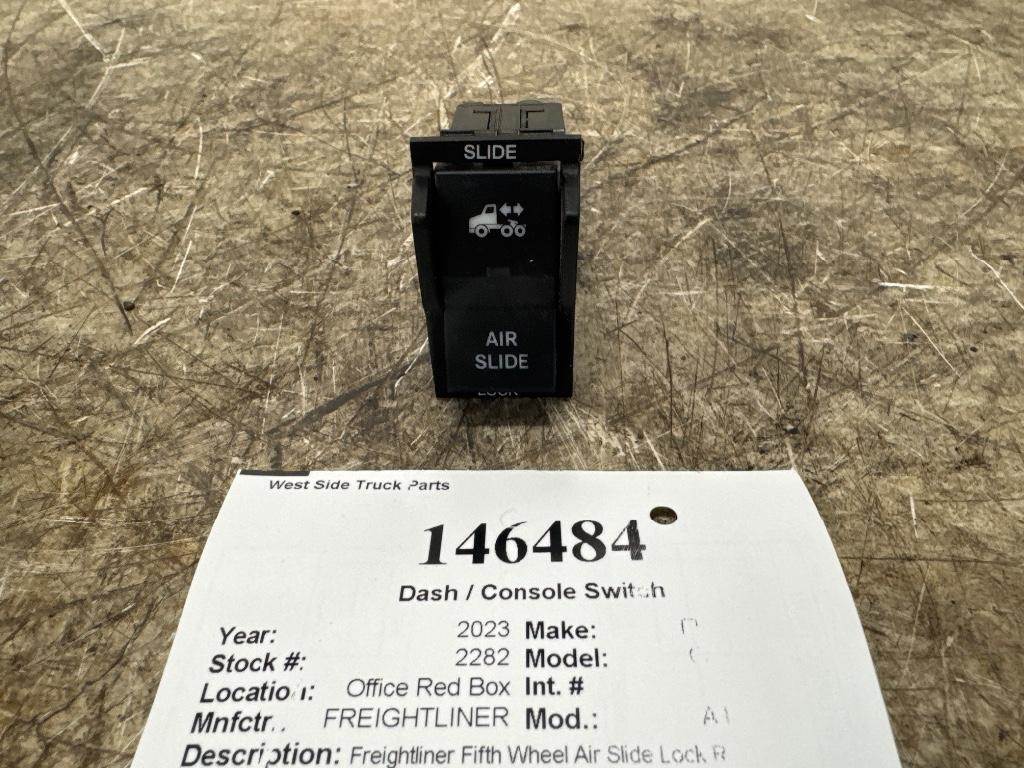 SLIDE
AIR
SLIDE
LOCK
West Side Truck Parts
146484
Dash / Console Switch
Year: 2023 Make:
Stock #: 2282 Model:
Location: Office Red Box Int. #
Mnfctr.: FREIGHTLINER Mod.:
Description: Freightliner Fifth Wheel Air Slide Lock R